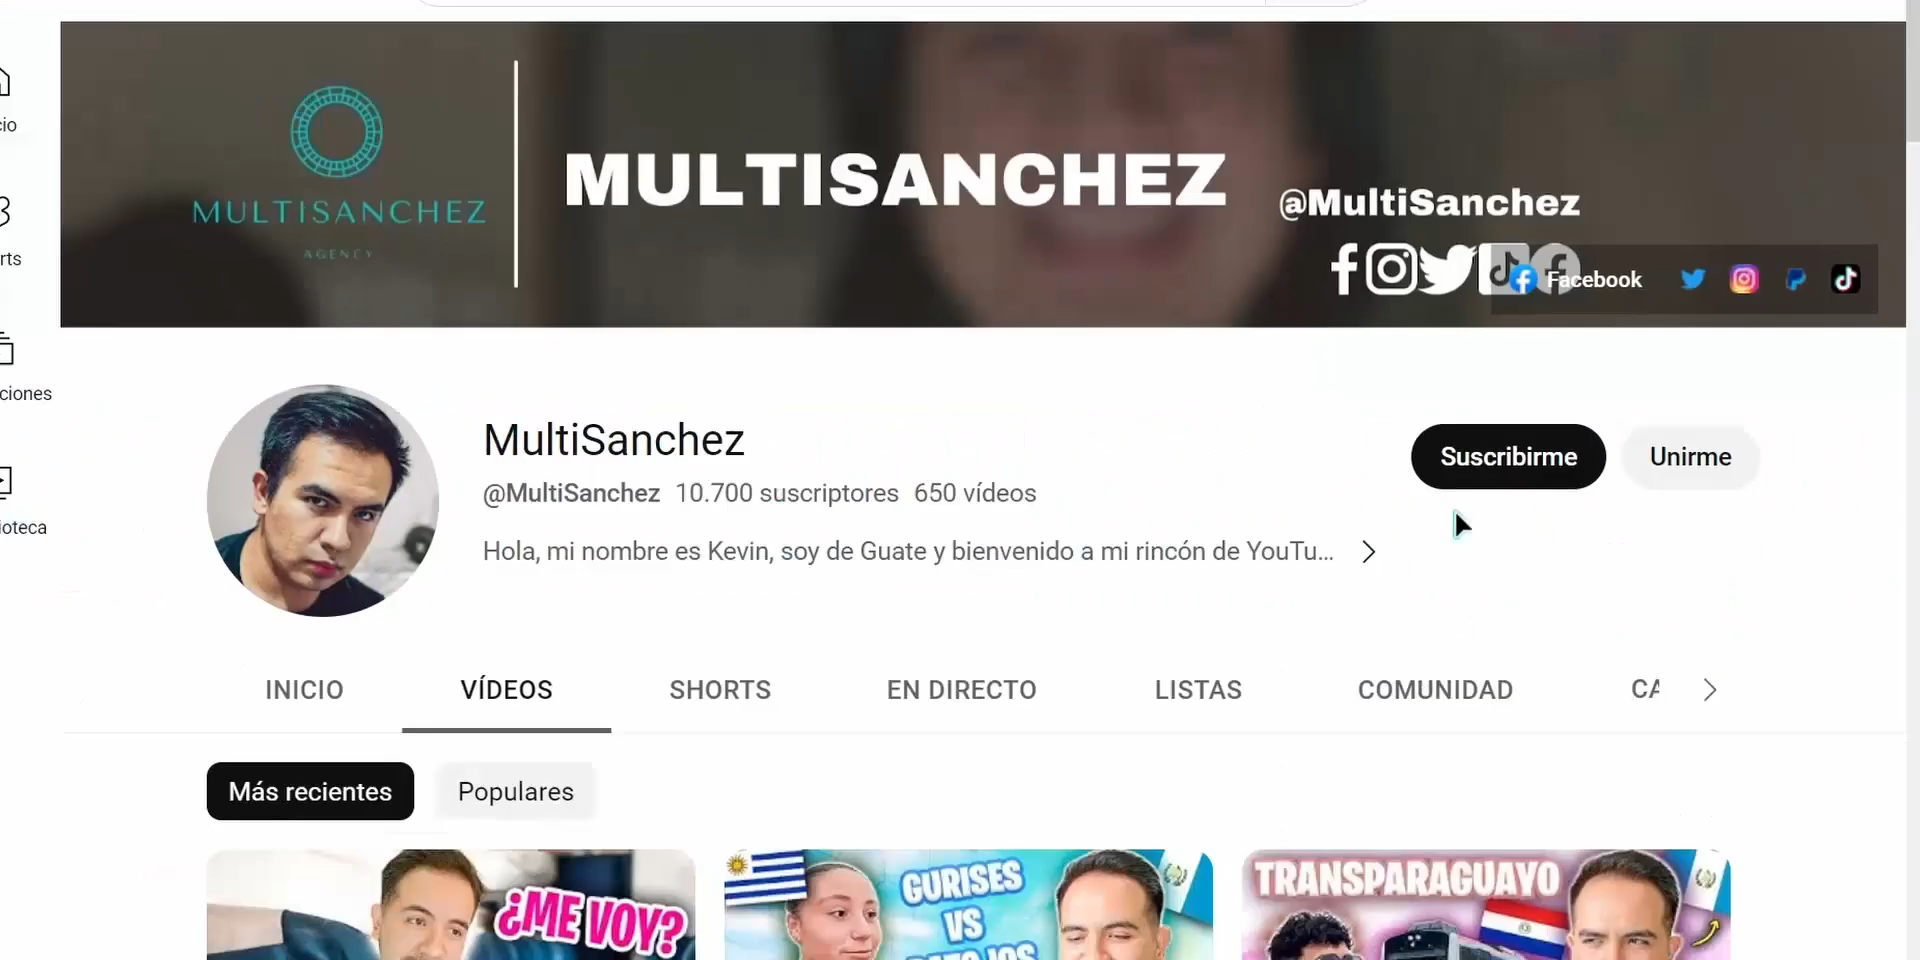 MULTISANCHEZ
AGENCY
MULTISANCHEZ
@MultiSanchez
Facebook
MultiSanchez
@MultiSanchez 10.700 suscriptores 650 vídeos
Hola, mi nombre es Kevin, soy de Guate y bienvenido a mi rincón de YouTu...
Suscribirme
Unirme
cio
rts
ciones
ioteca
INICIO
VÍDEOS
SHORTS
EN DIRECTO
LISTAS
COMUNIDAD
Más recientes
Populares
¿ME VOY?
GURISES
VS
TRANSPARAGUAYO